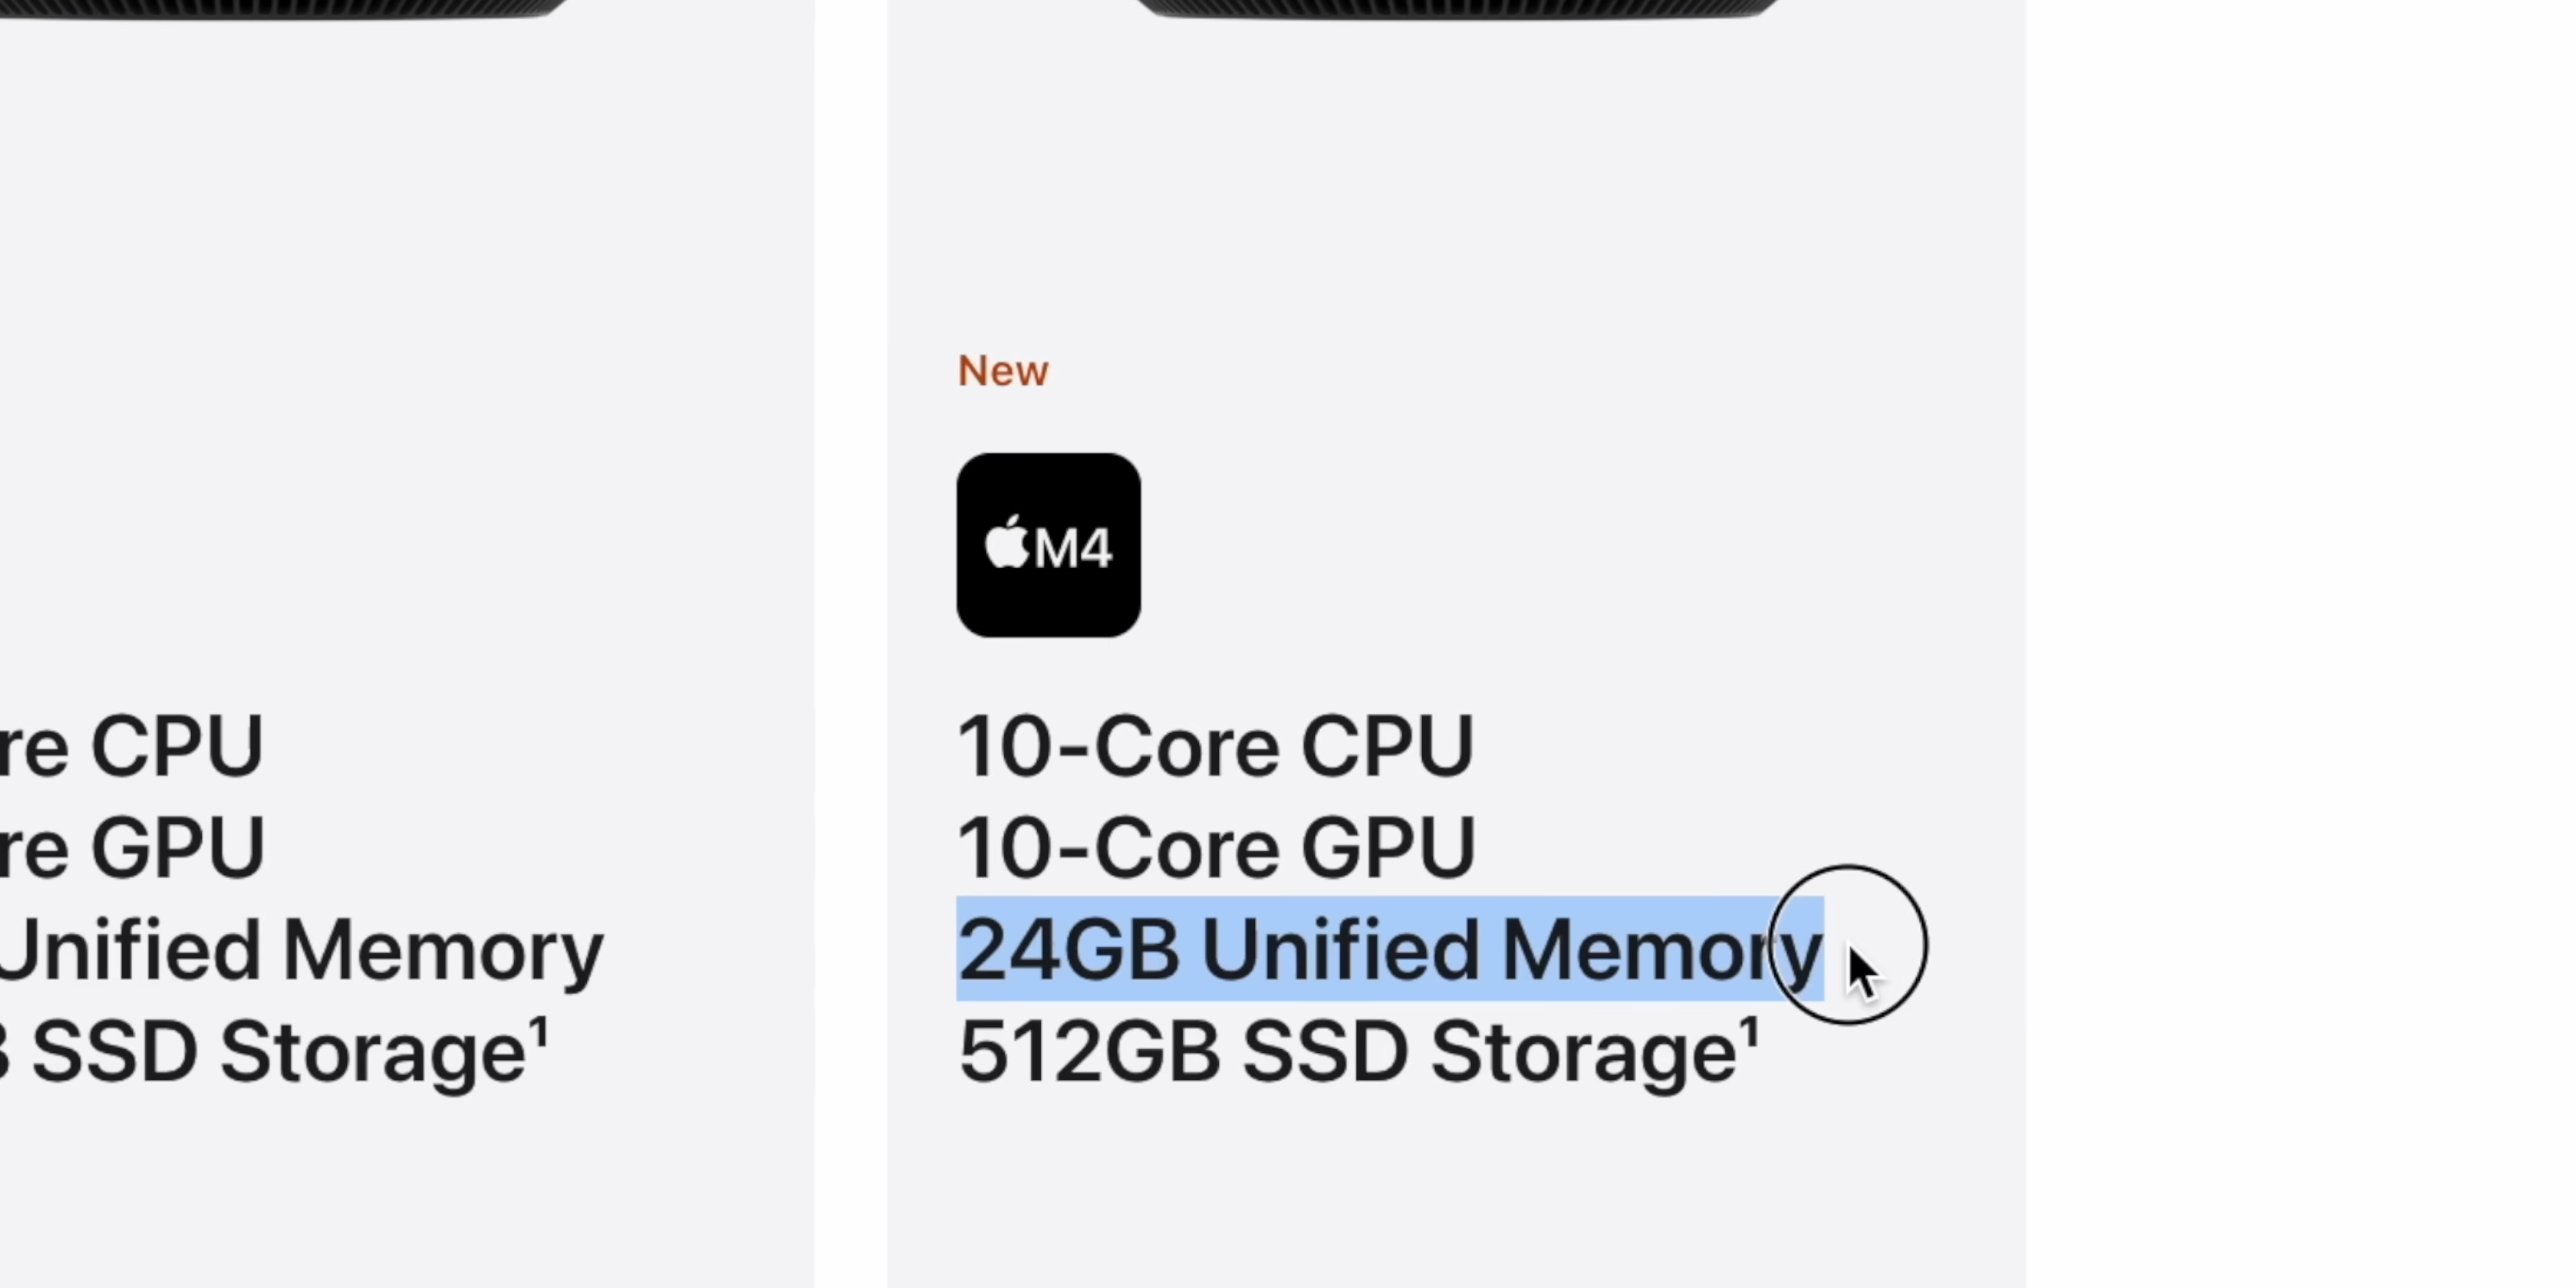 re CPU
re GPU
Unified Memory
SSD Storage¹
New
M4
10-Core CPU
10-Core GPU
24GB Unified Memory
512GB SSD Storage¹